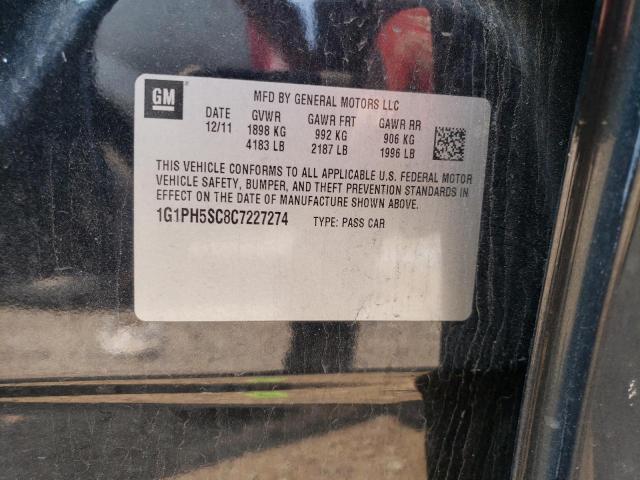 GM
MFD BY GENERAL MOTORS LLC
DATE GVWR GAWR FRT GAWR RR
12/11 1898 KG 992 KG 906 KG
4183 LB 2187 LB 1996 LB
THIS VEHICLE CONFORMS TO ALL APPLICABLE U.S. FEDERAL MOTOR
VEHICLE SAFETY, BUMPER, AND THEFT PREVENTION STANDARDS IN
EFFECT ON THE DATE OF MANUFACTURE SHOWN ABOVE.
1G1PH5SC8C7227274 TYPE: PASS CAR